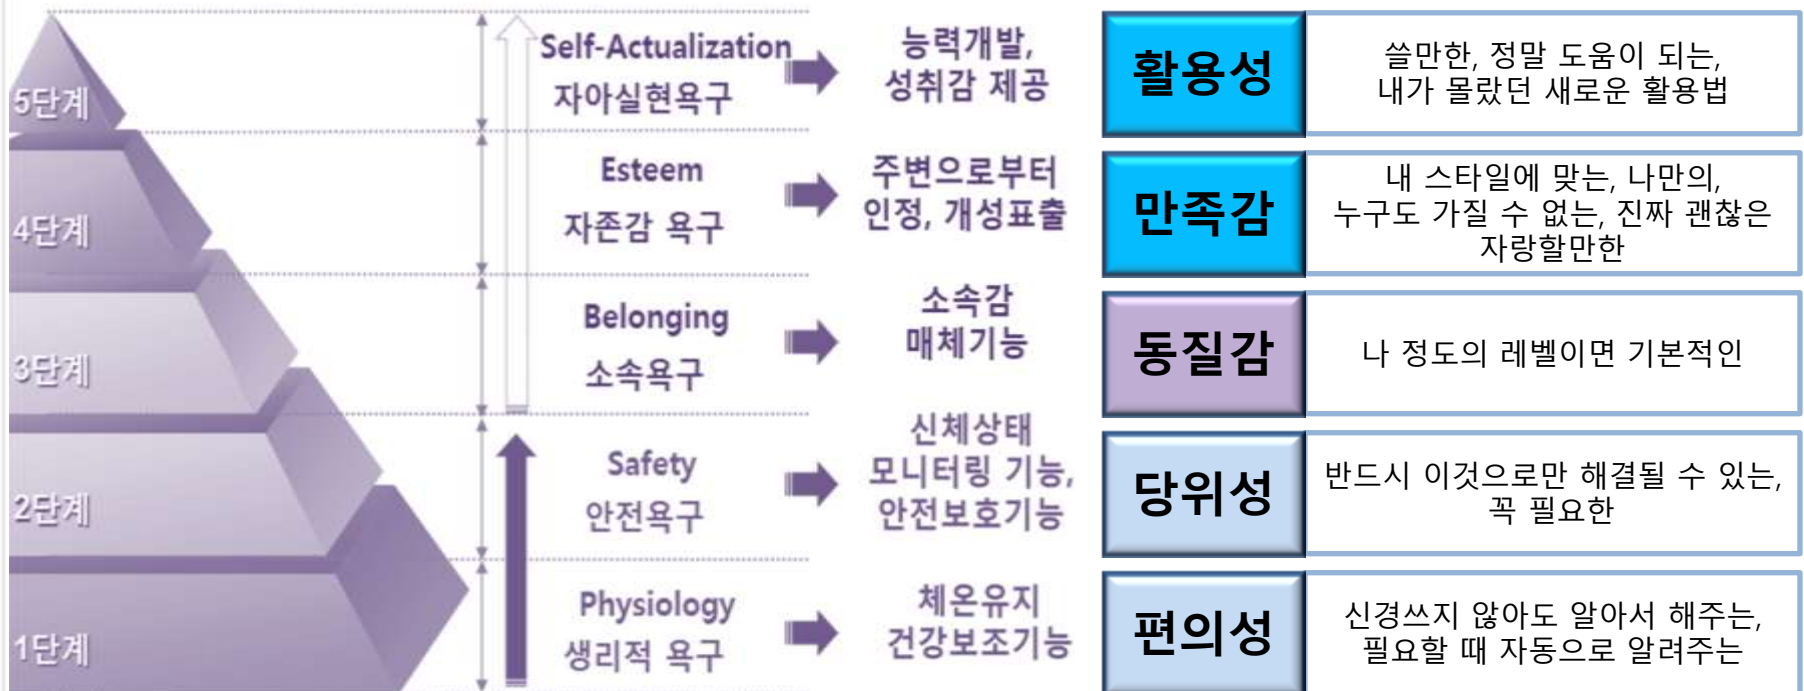 5단계
Self-Actualization
자아실현욕구
능력개발,
성취감 제공
활용성
쓸만한, 정말 도움이 되는,
내가 몰랐던 새로운 활용법
4단계
Esteem
자존감 욕구
주변으로부터
인정, 개성표출
만족감
내 스타일에 맞는, 나만의,
누구도 가질 수 없는, 진짜 괜찮은
자랑할만한
3단계
Belonging
소속욕구
소속감
매체기능
동질감
나 정도의 레벨이면 기본적인
2단계
Safety
안전욕구
신체상태
모니터링 기능,
안전보호기능
당위성
반드시 이것으로만 해결될 수 있는,
꼭 필요한
1단계
Physiology
생리적 욕구
체온유지
건강보조기능
편의성
신경쓰지 않아도 알아서 해주는,
필요할 때 자동으로 알려주는